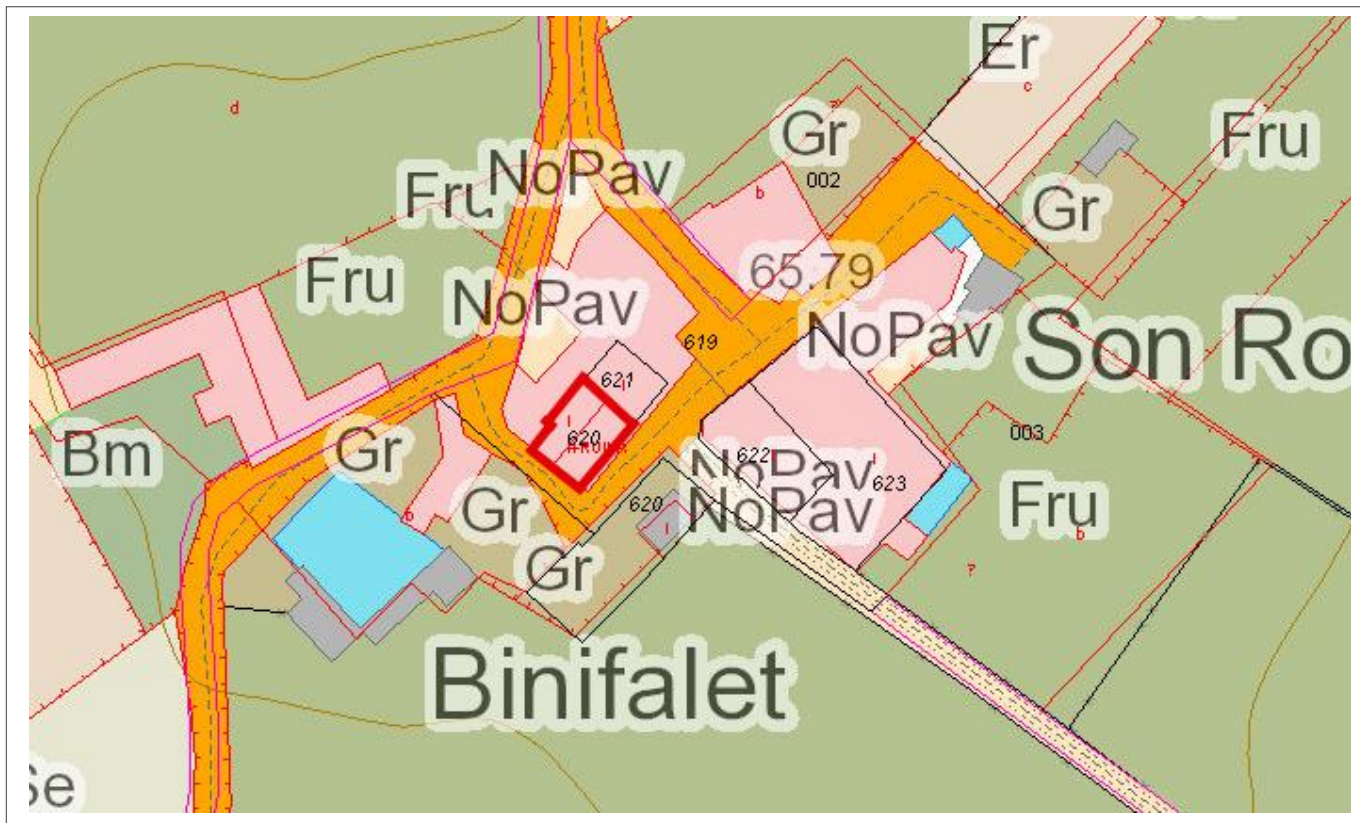 Er
c
d
Gr
Fru
NoPav
Fru
b
002
Gr
65.79
Fru
NoPav
619
NoPav
Son Ro
621
I
I
620
Bm
Gr
003
622
NoPav
I
623
Gr
620
NoPav
Fru
b
b
I
?
Gr
Binifalet
Se